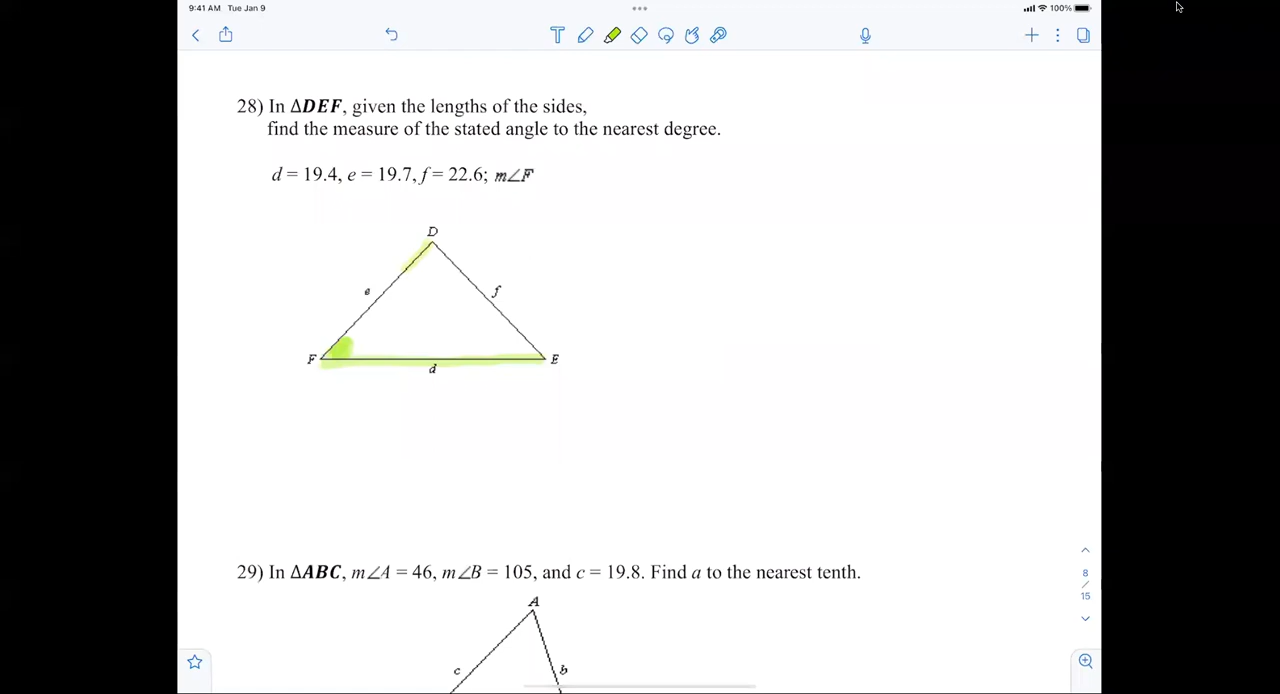 9:41 AM Tue Jan 9
100%
28) In ΔDEF, given the lengths of the sides,
find the measure of the stated angle to the nearest degree.
d = 19.4, e = 19.7, f = 22.6; m∠F
D
e
f
F
E
d
29) In ΔABC, m∠A = 46, m∠B = 105, and c = 19.8. Find a to the nearest tenth.
8
/
15
A
c
b